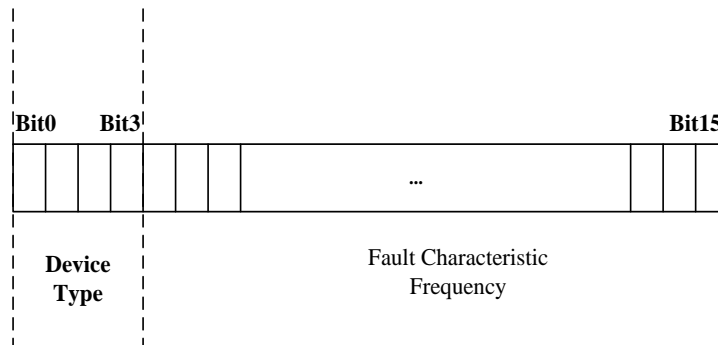 Bit0 Bit3 Bit15
...
Device
Type
Fault Characteristic
Frequency